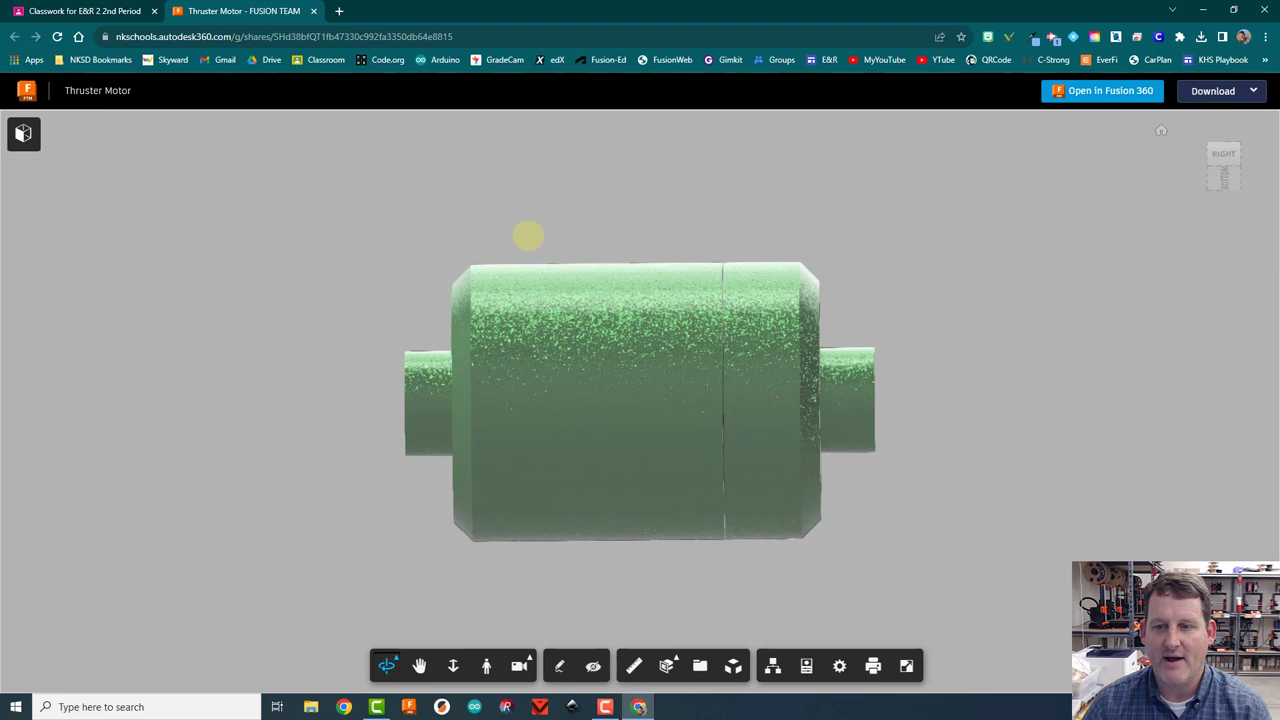 Classwork for E&R 2 2nd Period
Thruster Motor - FUSION TEAM
nkschools.autodesk360.com/g/shares/SHd38bfQT1fb47330c992fa3350db64e8815
Apps
NKSD Bookmarks
Skyward
Gmail
Drive
Classroom
Code.org
Arduino
GradeCam
edX
Fusion-Ed
FusionWeb
Gimkit
Groups
E&R
MyYouTube
YTube
QRCode
C-Strong
EverFi
CarPlan
KHS Playbook
Thruster Motor
Open in Fusion 360
Download
RIGHT
BOTTOM
Type here to search